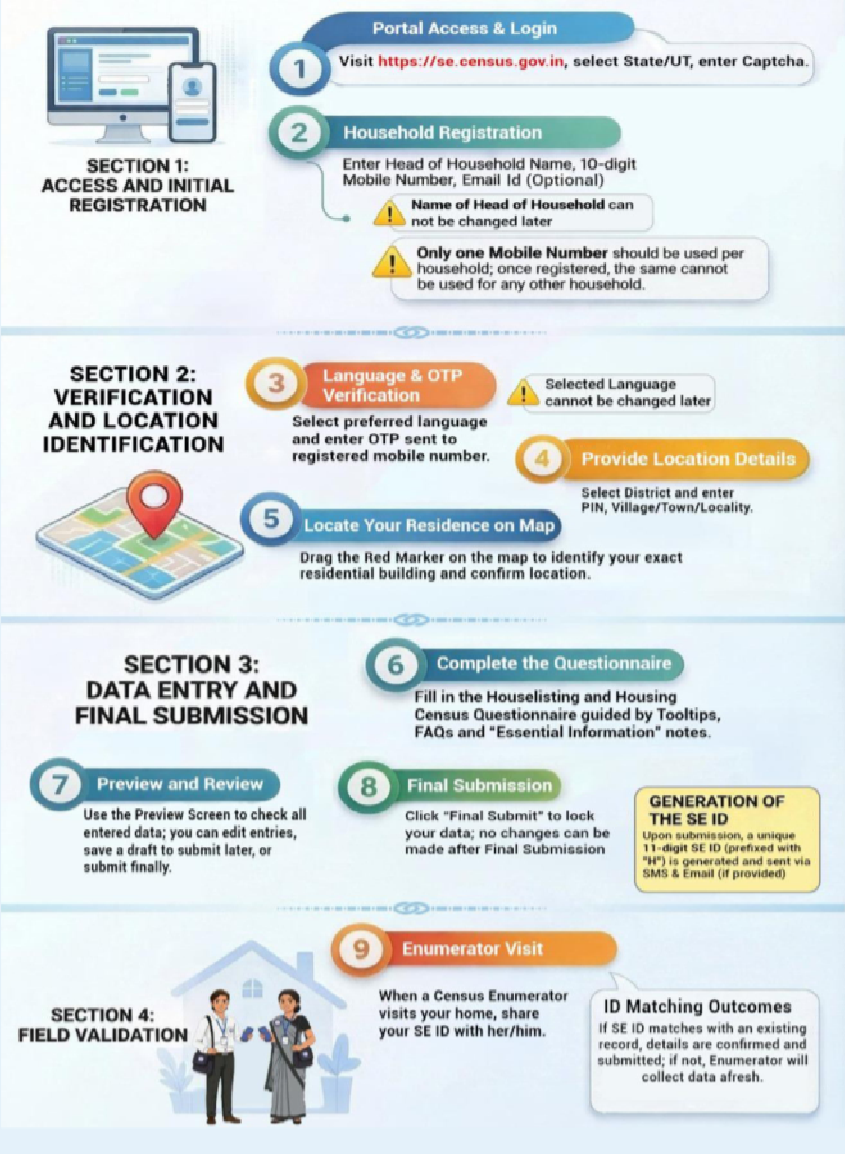 Portal Access & Login
1
Visit https://se.census.gov.in, select State/UT, enter Captcha.
SECTION 1:
ACCESS AND INITIAL
REGISTRATION
2
Household Registration
Enter Head of Household Name, 10-digit
Mobile Number, Email Id (Optional)
Name of Head of Household can
not be changed later
Only one Mobile Number should be used per
household; once registered, the same cannot
be used for any other household.
SECTION 2:
VERIFICATION
AND LOCATION
IDENTIFICATION
3
Language & OTP
Verification
Select preferred language
and enter OTP sent to
registered mobile number.
Selected Language
cannot be changed later
4
Provide Location Details
Select District and enter
PIN, Village/Town/Locality.
5
Locate Your Residence on Map
Drag the Red Marker on the map to identify your exact
residential building and confirm location.
SECTION 3:
DATA ENTRY AND
FINAL SUBMISSION
6
Complete the Questionnaire
Fill in the Houselisting and Housing
Census Questionnaire guided by Tooltips,
FAQs and "Essential Information" notes.
7
Preview and Review
Use the Preview Screen to check all
entered data; you can edit entries,
save a draft to submit later, or
submit finally.
8
Final Submission
Click "Final Submit" to lock
your data; no changes can be
made after Final Submission
GENERATION OF
THE SE ID
Upon submission, a unique
11-digit SE ID (prefixed with
"H") is generated and sent via
SMS & Email (if provided)
SECTION 4:
FIELD VALIDATION
9
Enumerator Visit
When a Census Enumerator
visits your home, share
your SE ID with her/him.
ID Matching Outcomes
If SE ID matches with an existing
record, details are confirmed and
submitted; if not, Enumerator will
collect data afresh.